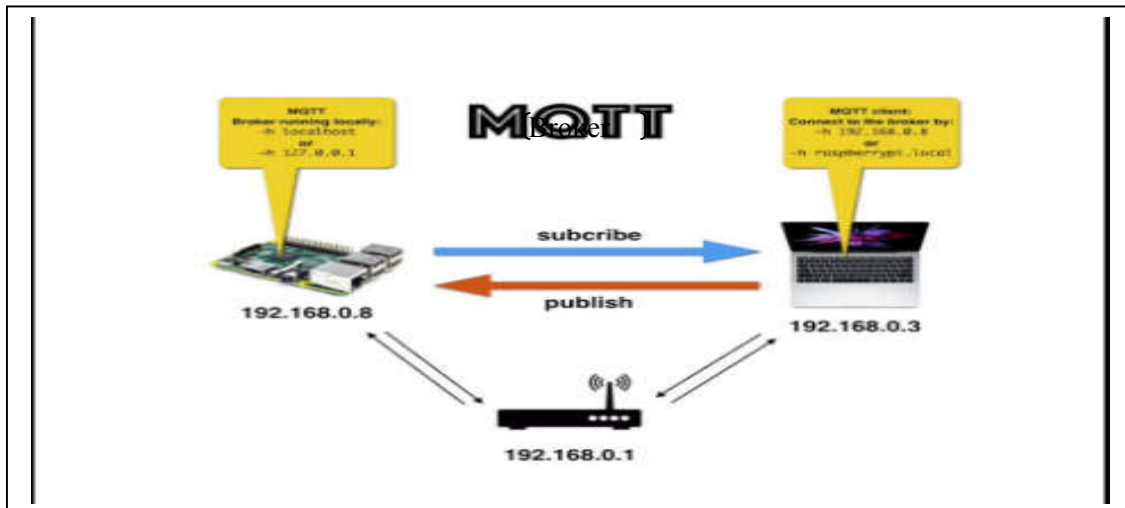 MQTT
(Broker )
MQTT
Broker running locally:
-h localhost
or
-h 127.0.0.1
MQTT client:
Connect to the broker by:
-h 192.168.0.8
or
-h raspberrypi.local
subcribe
publish
192.168.0.8
192.168.0.3
192.168.0.1